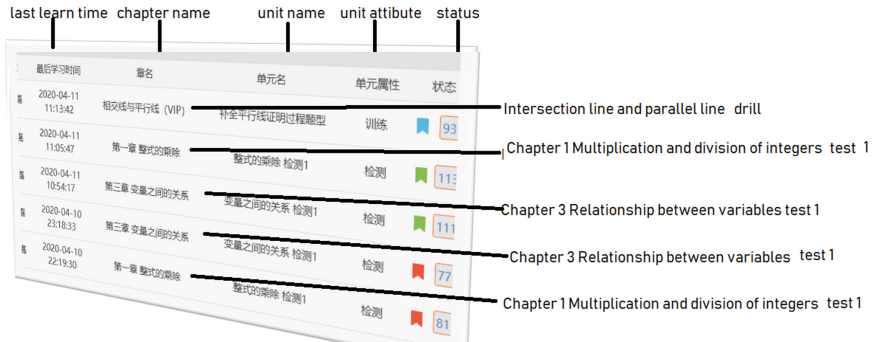 last learn time chapter name unit name unit attibute status
最后学习时间 章名 单元名 单元属性 状态
2020-04-11
11:13:42
相交线与平行线（VIP） 补全平行线证明过程题型 训练 93
Intersection line and parallel line drill
2020-04-11
11:05:47
第一章 整式的乘除 整式的乘除 检测1 检测 113
Chapter 1 Multiplication and division of integers test 1
2020-04-11
10:54:17
第三章 变量之间的关系 变量之间的关系 检测1 检测 111
Chapter 3 Relationship between variables test 1
2020-04-10
23:18:33
第三章 变量之间的关系 变量之间的关系 检测1 检测 77
Chapter 3 Relationship between variables test 1
2020-04-10
22:19:30
第一章 整式的乘除 整式的乘除 检测1 检测 81
Chapter 1 Multiplication and division of integers test 1